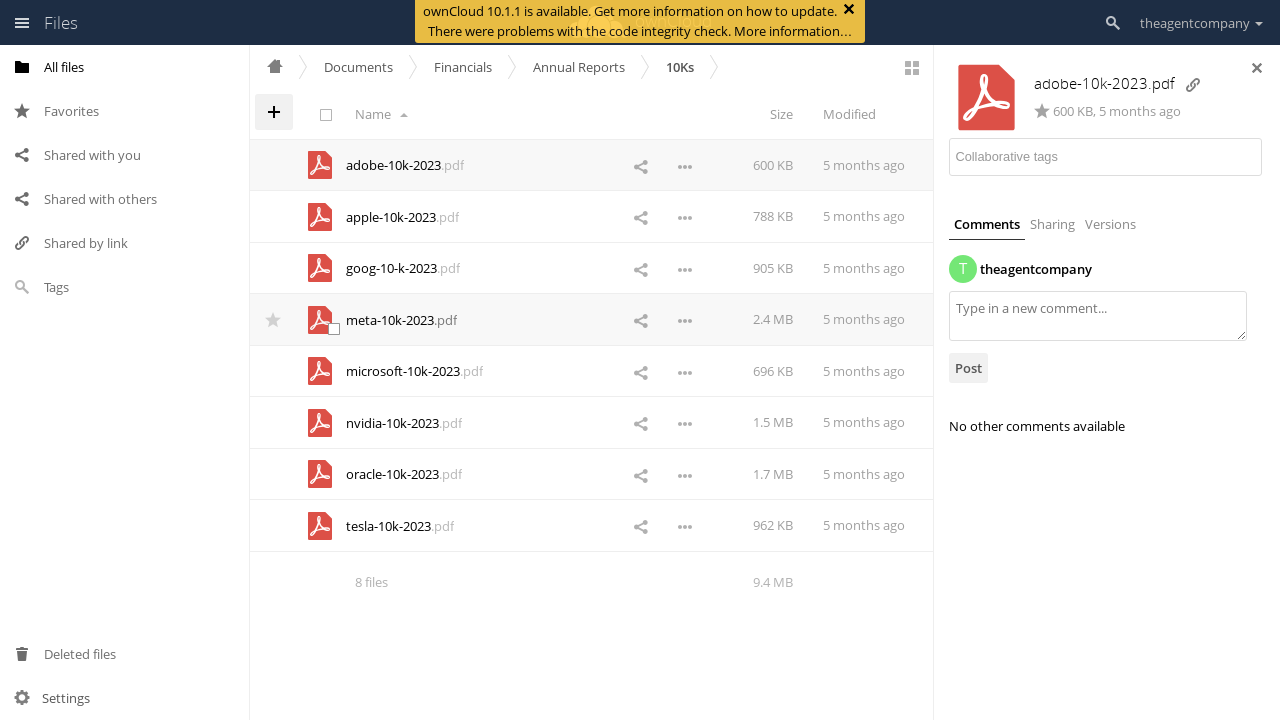 Files
ownCloud 10.1.1 is available. Get more information on how to update.
There were problems with the code integrity check. More information…
theagentcompany
All files
Favorites
Shared with you
Shared with others
Shared by link
Tags
Deleted files
Settings
Documents
Financials
Annual Reports
10Ks
Name
Size
Modified
adobe-10k-2023.pdf 600 KB 5 months ago
apple-10k-2023.pdf 788 KB 5 months ago
goog-10-k-2023.pdf 905 KB 5 months ago
meta-10k-2023.pdf 2.4 MB 5 months ago
microsoft-10k-2023.pdf 696 KB 5 months ago
nvidia-10k-2023.pdf 1.5 MB 5 months ago
oracle-10k-2023.pdf 1.7 MB 5 months ago
tesla-10k-2023.pdf 962 KB 5 months ago
8 files 9.4 MB
adobe-10k-2023.pdf
600 KB, 5 months ago
Collaborative tags
Comments Sharing Versions
T theagentcompany
Type in a new comment...
Post
No other comments available